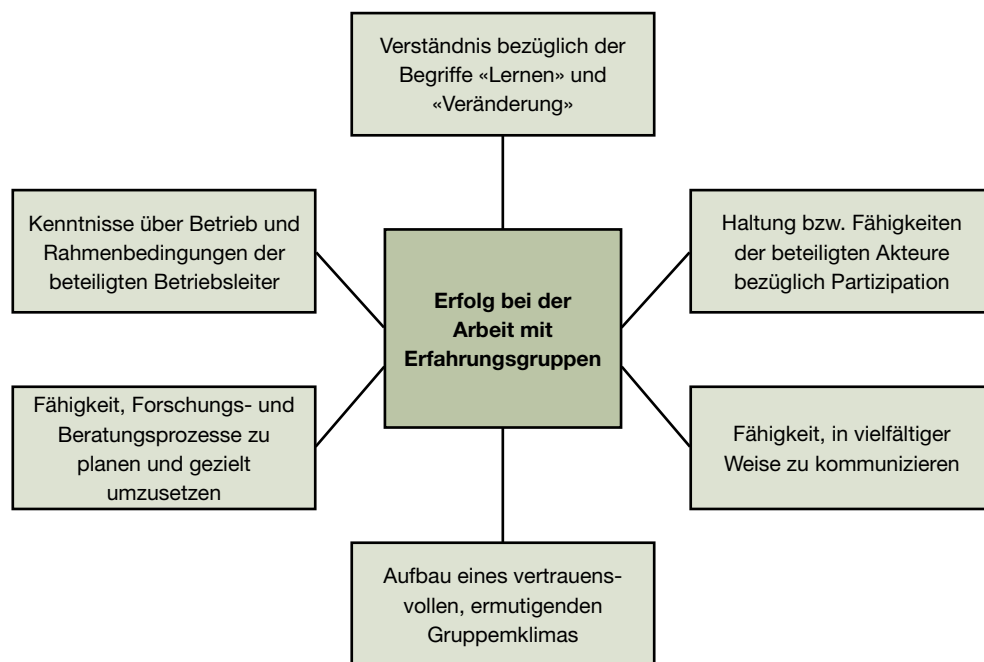 Verständnis bezüglich der
Begriffe «Lernen» und
«Veränderung»
Kenntnisse über Betrieb und
Rahmenbedingungen der
beteiligten Betriebsleiter
Haltung bzw. Fähigkeiten
der beteiligten Akteure
bezüglich Partizipation
Erfolg bei der
Arbeit mit
Erfahrungsgruppen
Fähigkeit, Forschungs- und
Beratungsprozesse zu
planen und gezielt
umzusetzen
Fähigkeit, in vielfältiger
Weise zu kommunizieren
Aufbau eines vertrauens-
vollen, ermutigenden
Gruppemklimas